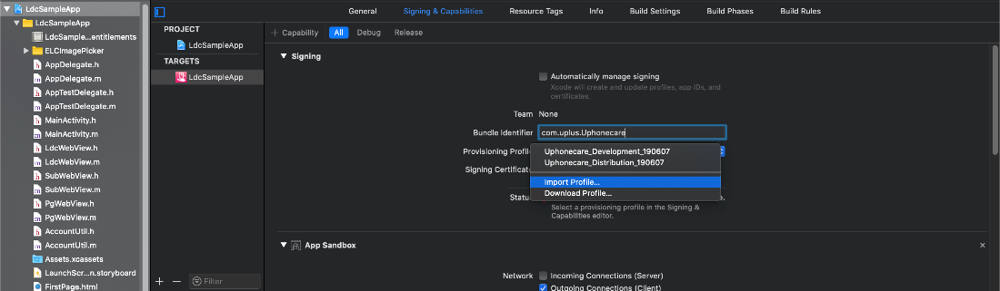 LdcSampleApp
LdcSampleApp
LdcSample...entitlements
ELCImagePicker
AppDelegate.h
AppDelegate.m
AppTestDelegate.h
AppTestDelegate.m
MainActivity.h
MainActivity.m
LdcWebView.h
LdcWebView.m
SubWebView.h
SubWebView.m
PgWebView.h
PgWebView.m
AccountUtil.h
AccountUtil.m
Assets.xcassets
LaunchScr...n.storyboard
FirstPage.html
PROJECT
LdcSampleApp
TARGETS
LdcSampleApp
Filter
General Signing & Capabilities Resource Tags Info Build Settings Build Phases Build Rules
+ Capability All Debug Release
Signing
Automatically manage signing
Xcode will create and update profiles, app IDs, and
certificates.
Team None
Bundle Identifier com.uplus.Uphonecare
Provisioning Profile
Uphonecare_Development_190607
Uphonecare_Distribution_190607
Signing Certificate
Import Profile...
Download Profile...
Status
Select a provisioning profile in the Signing &
Capabilities editor.
App Sandbox
Network Incoming Connections (Server)
Outgoing Connections (Client)